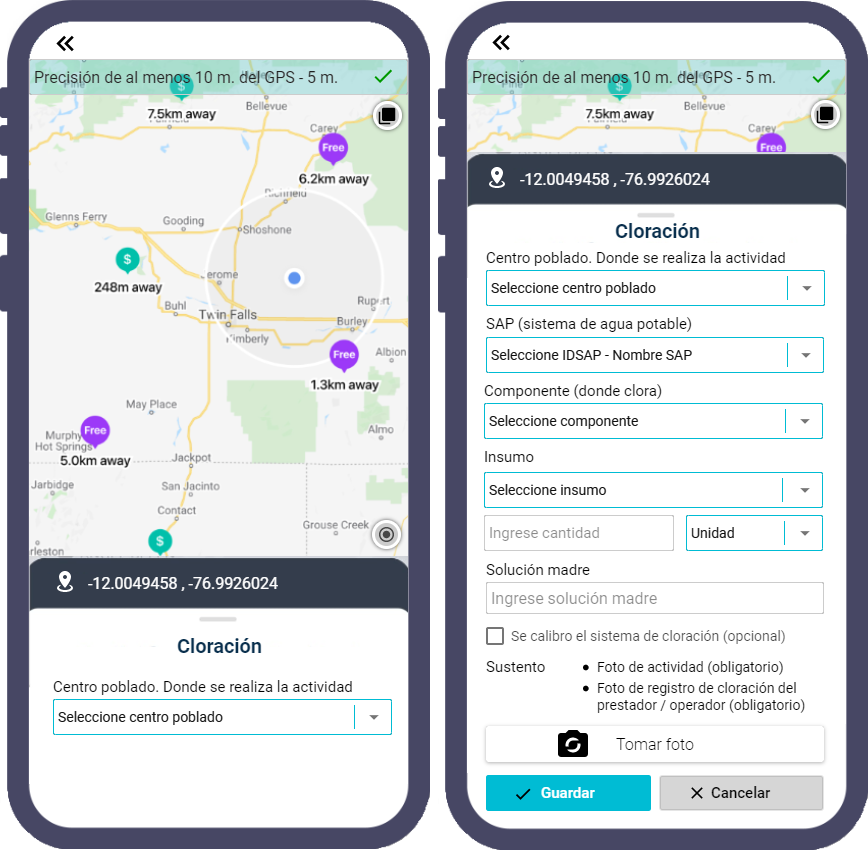 Precisión de al menos 10 m. del GPS - 5 m.
$
7.5km away
Bellevue
Carey
Free
6.2km away
Richfield
Glenns Ferry
Gooding
Shoshone
$
248m away
Jerome
Buhl
Rupert
Twin Falls
Burley
Kimberly
Free
Albion
1.3km away
May Place
Free
Murphy
Hot Springs
Almo
5.0km away
Jackpot
Jarbidge
San Jacinto
Contact
Grouse Creek
$
rleston
-12.0049458 , -76.9926024
Cloración
Centro poblado. Donde se realiza la actividad
Seleccione centro poblado
Precisión de al menos 10 m. del GPS - 5 m.
$
7.5km away
Bellevue
Carey
Free
-12.0049458 , -76.9926024
Cloración
Centro poblado. Donde se realiza la actividad
Seleccione centro poblado
SAP (sistema de agua potable)
Seleccione IDSAP - Nombre SAP
Componente (donde clora)
Seleccione componente
Insumo
Seleccione insumo
Ingrese cantidad
Unidad
Solución madre
Ingrese solución madre
Se calibro el sistema de cloración (opcional)
Sustento
• Foto de actividad (obligatorio)
• Foto de registro de cloración del
prestador / operador (obligatorio)
Tomar foto
Guardar
Cancelar